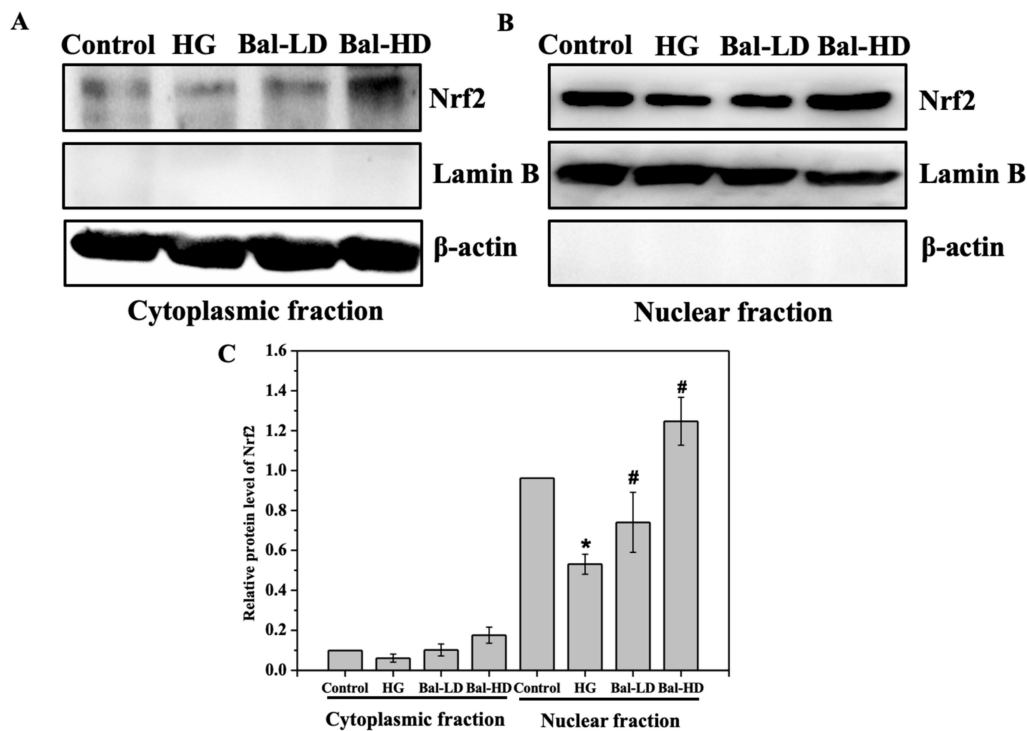 A
Control HG Bal-LD Bal-HD
Nrf2
Lamin B
β-actin
Cytoplasmic fraction
B
Control HG Bal-LD Bal-HD
Nrf2
Lamin B
β-actin
Nuclear fraction
C
Relative protein level of Nrf2
1.6
1.4
1.2
1.0
0.8
0.6
0.4
0.2
0.0
*
#
#
Control HG Bal-LD Bal-HD Control HG Bal-LD Bal-HD
Cytoplasmic fraction Nuclear fraction